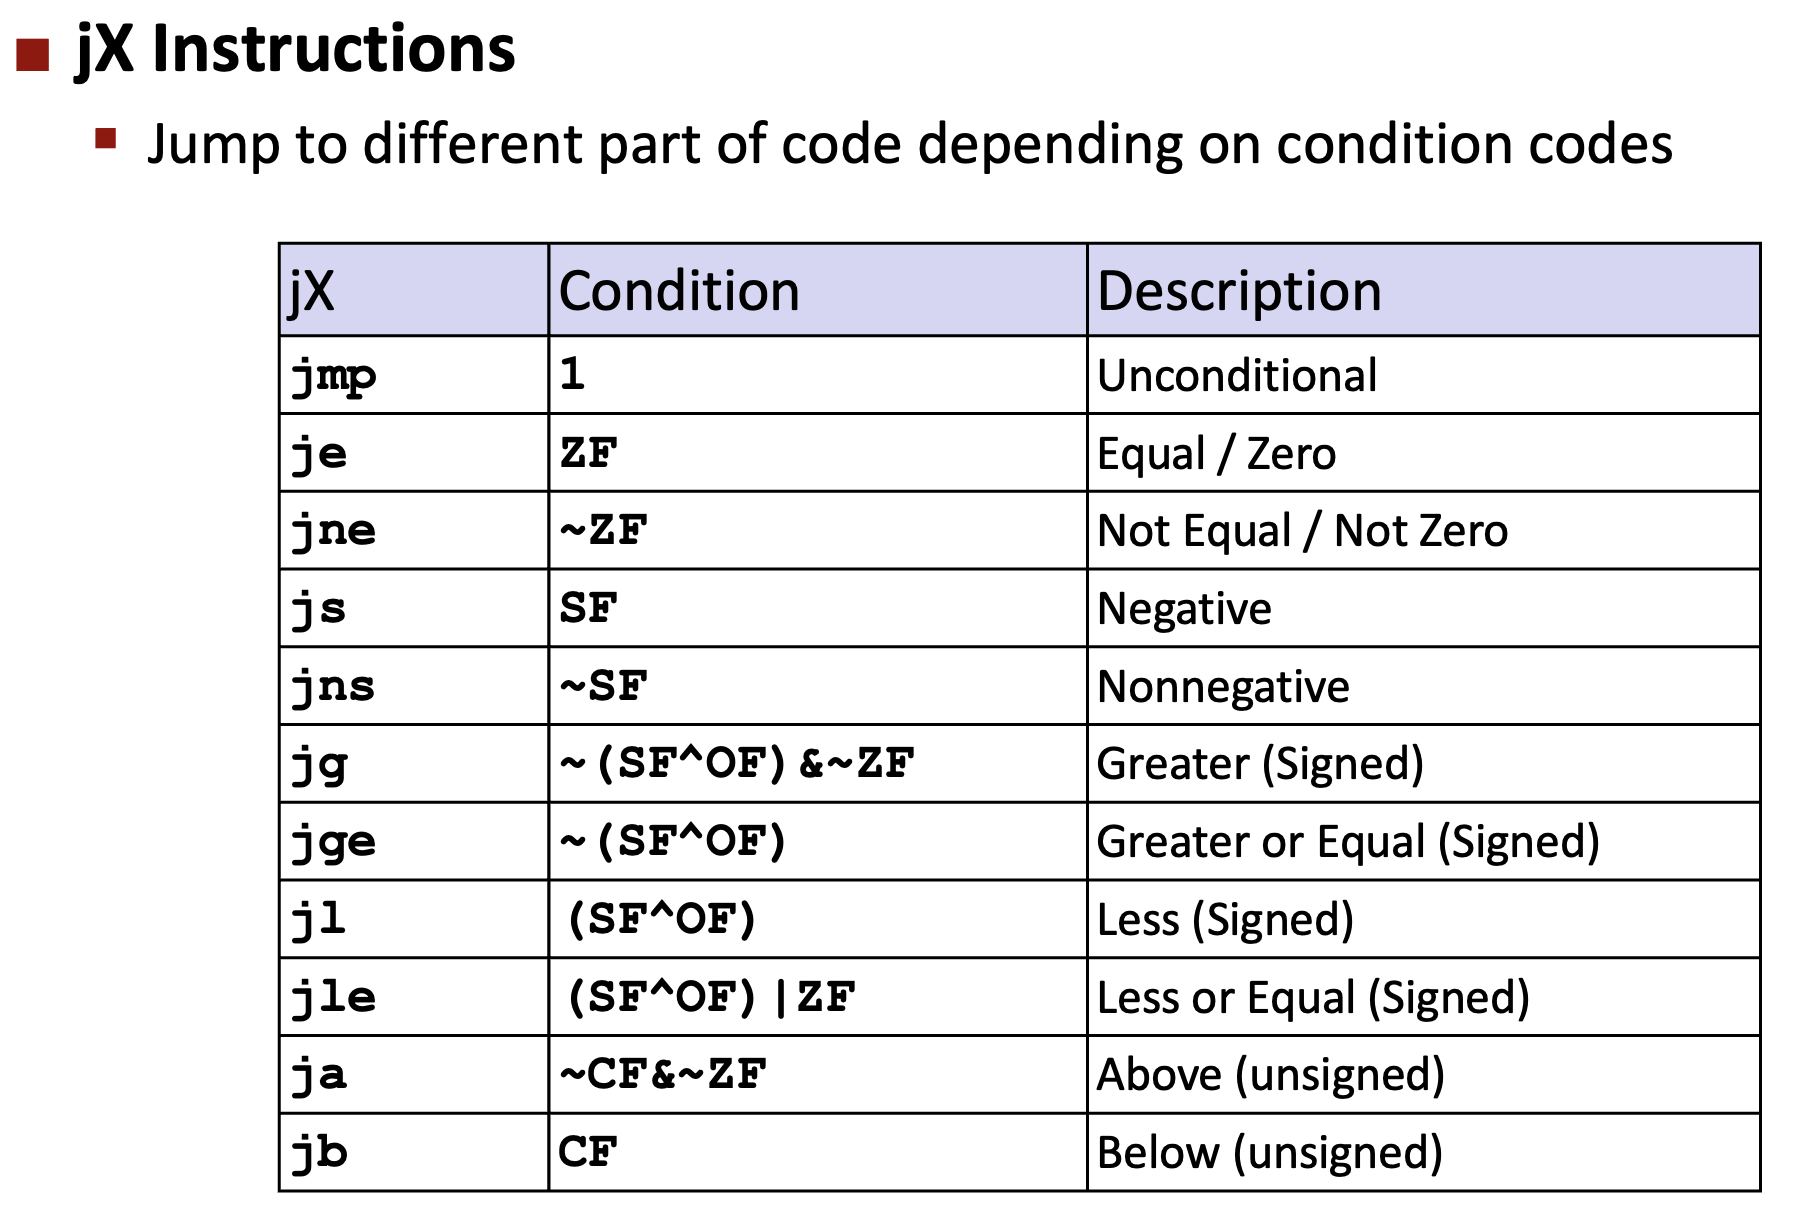 jX Instructions
Jump to different part of code depending on condition codes
jX Condition Description
jmp 1 Unconditional
je ZF Equal / Zero
jne ~ZF Not Equal / Not Zero
js SF Negative
jns ~SF Nonnegative
jg ~(SF^OF)&~ZF Greater (Signed)
jge ~(SF^OF) Greater or Equal (Signed)
jl (SF^OF) Less (Signed)
jle (SF^OF)|ZF Less or Equal (Signed)
ja ~CF&~ZF Above (unsigned)
jb CF Below (unsigned)